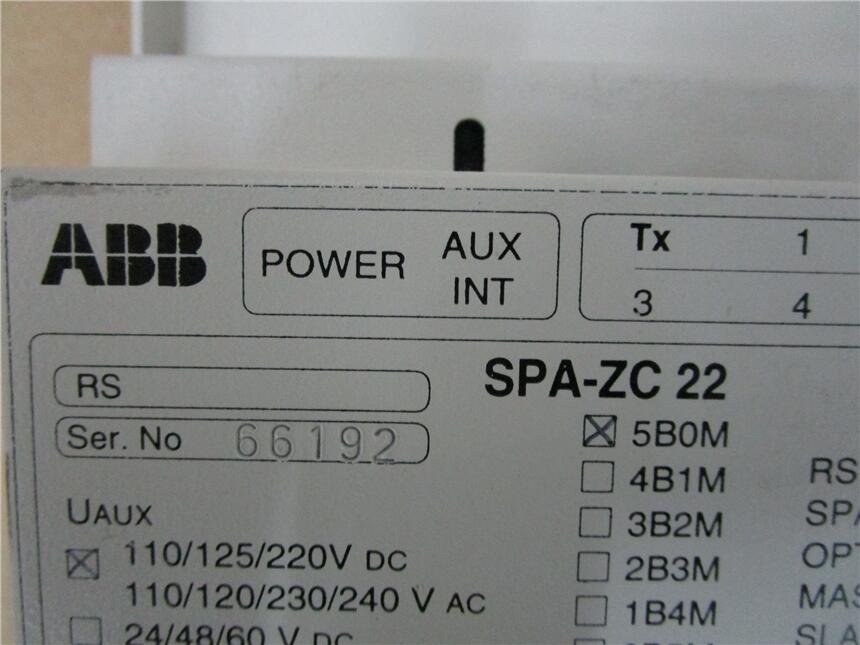 ABB
POWER AUX
INT
Tx 1
3 4
RS
SPA-ZC 22
Ser. No 66192
☒ 5B0M
☐ 4B1M
RS
☐ 3B2M
☐ 2B3M
☐ 1B4M
UAUX
☒ 110/125/220V DC
110/120/230/240 V AC
☐ 24/48/60 V DC